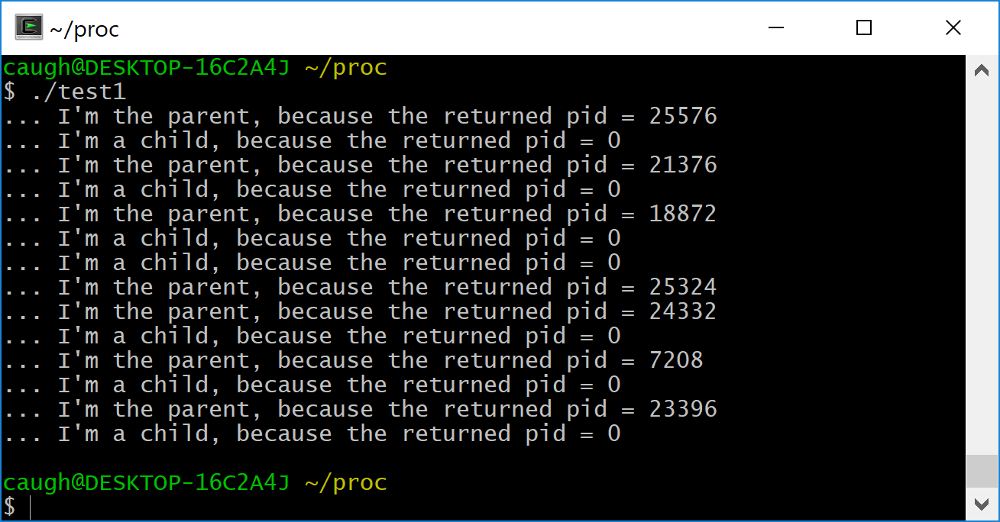 ~/proc
caugh@DESKTOP-16C2A4J ~/proc
$ ./test1
... I'm the parent, because the returned pid = 25576
... I'm a child, because the returned pid = 0
... I'm the parent, because the returned pid = 21376
... I'm a child, because the returned pid = 0
... I'm the parent, because the returned pid = 18872
... I'm a child, because the returned pid = 0
... I'm a child, because the returned pid = 0
... I'm the parent, because the returned pid = 25324
... I'm the parent, because the returned pid = 24332
... I'm a child, because the returned pid = 0
... I'm the parent, because the returned pid = 7208
... I'm a child, because the returned pid = 0
... I'm the parent, because the returned pid = 23396
... I'm a child, because the returned pid = 0
caugh@DESKTOP-16C2A4J ~/proc
$